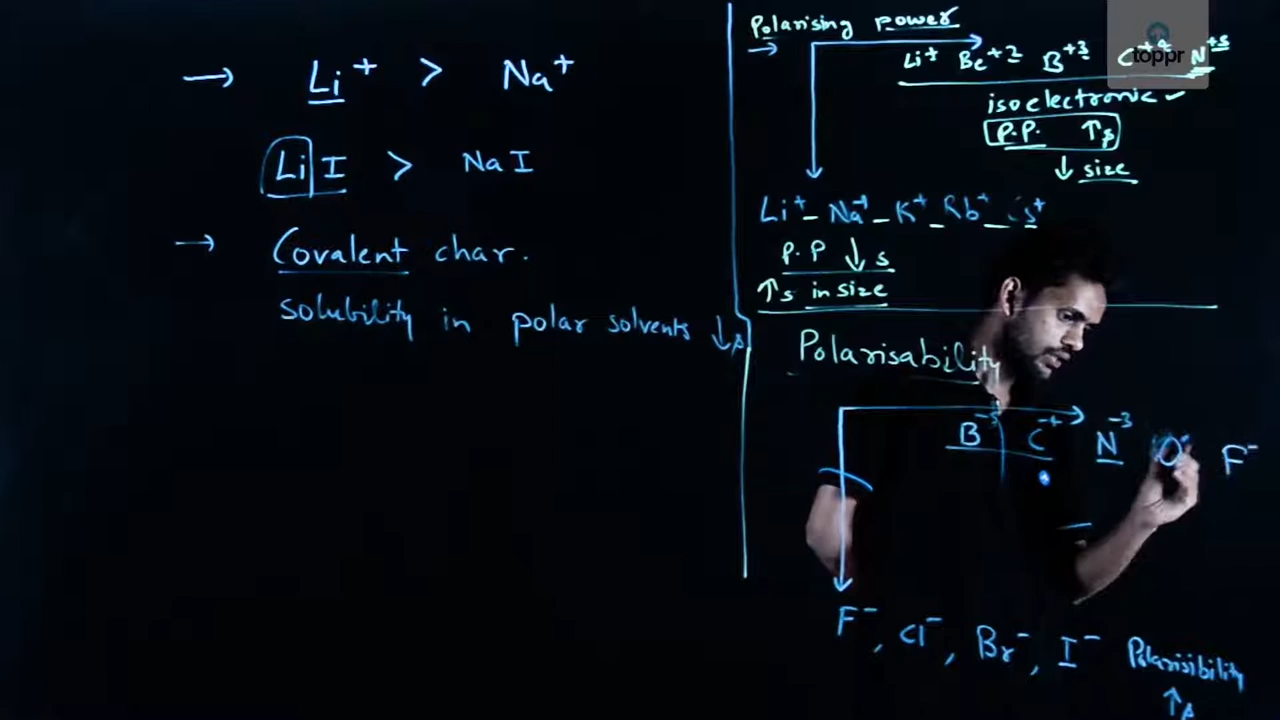 → Li⁺ > Na⁺
LiI > NaI
→ Covalent char.
solubility in polar solvents ↓s
Polarising power
→
Li⁺ Be⁺² B⁺³ C⁺⁴ N⁺⁵
isoelectronic ✓
P.P. ↑s
↓ size
Li⁺ - Na⁺ - K⁺ - Rb⁺ - Cs⁺
P.P ↓s
↑s in size
Polarisability
B⁻⁵ C⁻⁴ N⁻³ F⁻
F⁻, Cl⁻, Br⁻, I⁻ Polarisibility
↑s
toppr